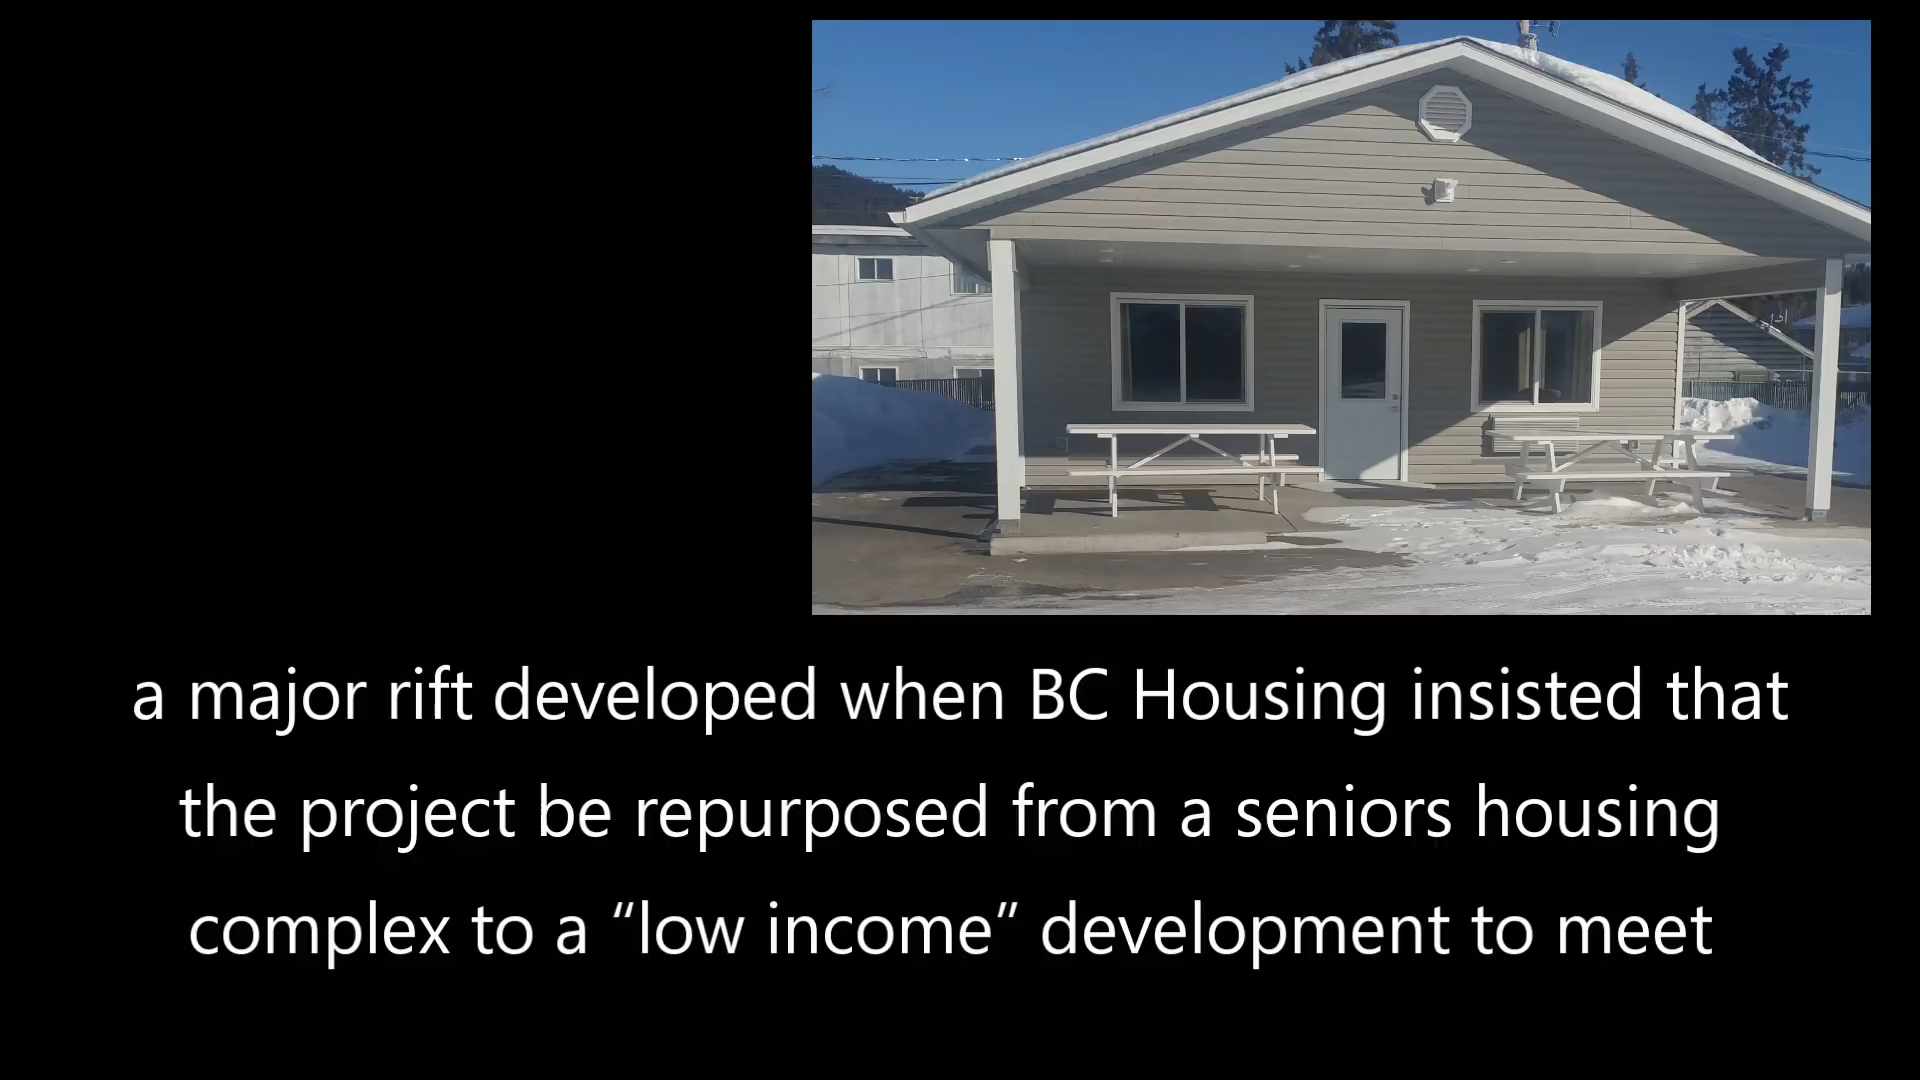 a major rift developed when BC Housing insisted that
the project be repurposed from a seniors housing
complex to a “low income” development to meet